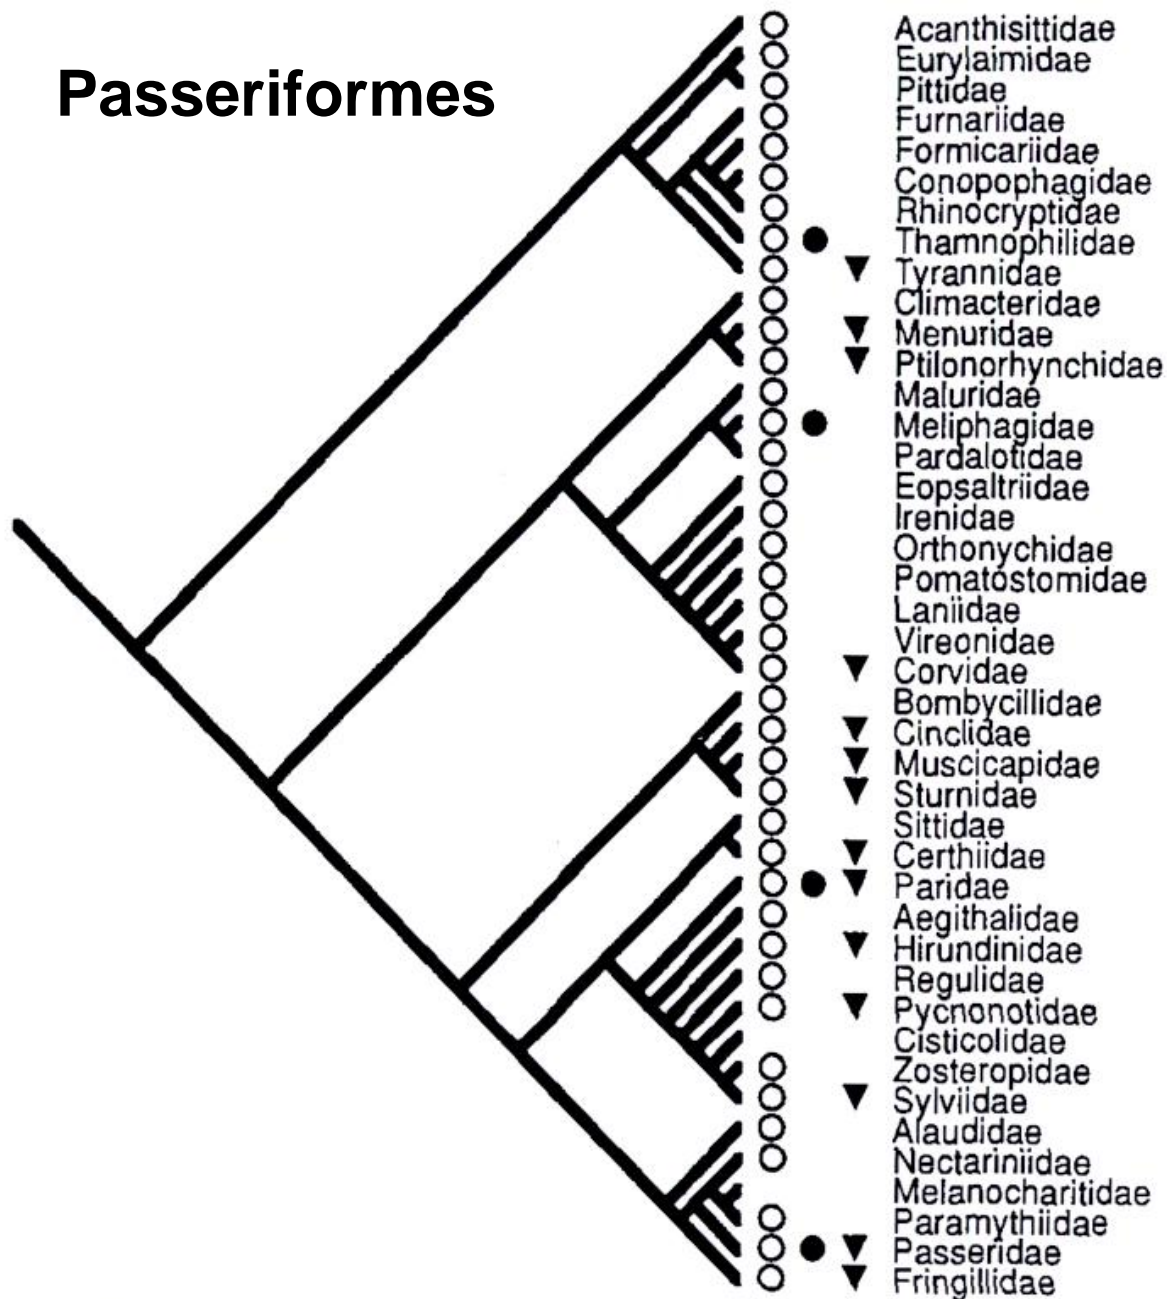 Passeriformes
Acanthisittidae
Eurylaimidae
Pittidae
Furnariidae
Formicariidae
Conopophagidae
Rhinocryptidae
Thamnophilidae
Tyrannidae
Climacteridae
Menuridae
Ptilonorhynchidae
Maluridae
Meliphagidae
Pardalotidae
Eopsaltriidae
Irenidae
Orthonychidae
Pomatostomidae
Laniidae
Vireonidae
Corvidae
Bombycillidae
Cinclidae
Muscicapidae
Sturnidae
Sittidae
Certhiidae
Paridae
Aegithalidae
Hirundinidae
Regulidae
Pycnonotidae
Cisticolidae
Zosteropidae
Sylviidae
Alaudidae
Nectariniidae
Melanocharitidae
Paramythiidae
Passeridae
Fringillidae